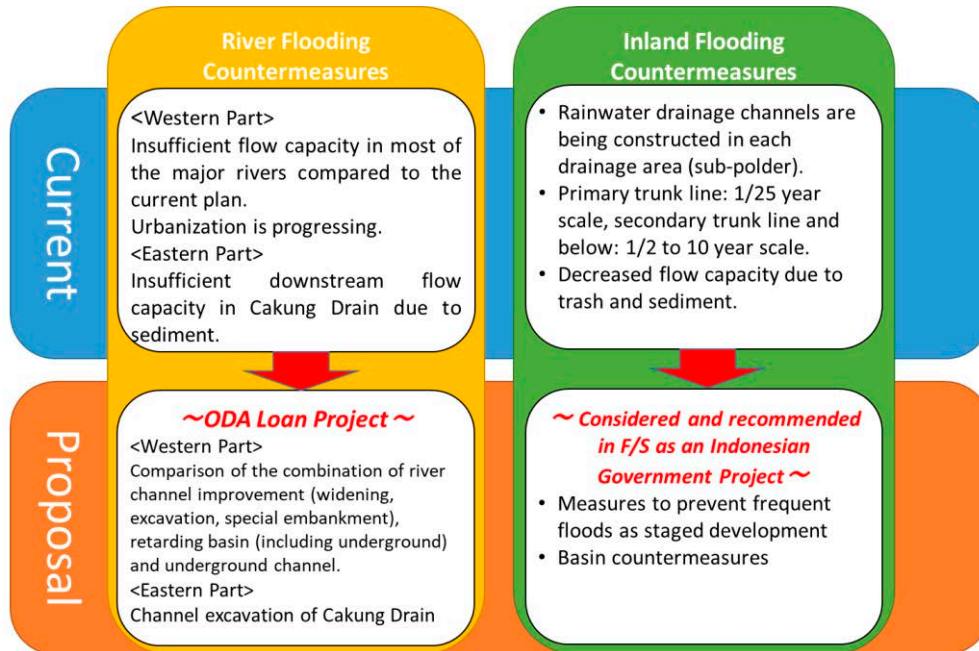 River Flooding
Countermeasures
Inland Flooding
Countermeasures
Current
<Western Part>
Insufficient flow capacity in most of
the major rivers compared to the
current plan.
Urbanization is progressing.
<Eastern Part>
Insufficient downstream flow
capacity in Cakung Drain due to
sediment.
• Rainwater drainage channels are
being constructed in each
drainage area (sub-polder).
• Primary trunk line: 1/25 year
scale, secondary trunk line and
below: 1/2 to 10 year scale.
• Decreased flow capacity due to
trash and sediment.
Proposal
～ODA Loan Project～
<Western Part>
Comparison of the combination of river
channel improvement (widening,
excavation, special embankment),
retarding basin (including underground)
and underground channel.
<Eastern Part>
Channel excavation of Cakung Drain
～ Considered and recommended
in F/S as an Indonesian
Government Project～
• Measures to prevent frequent
floods as staged development
• Basin countermeasures